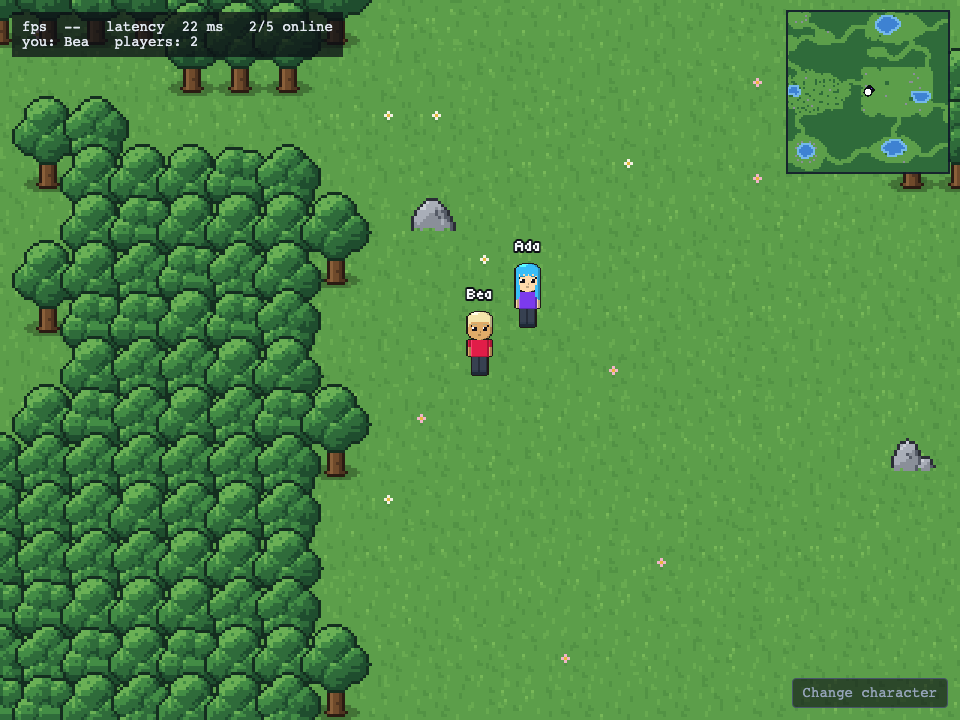 fps -- latency 22 ms 2/5 online
you: Bea players: 2
Ada
Bea
Change character